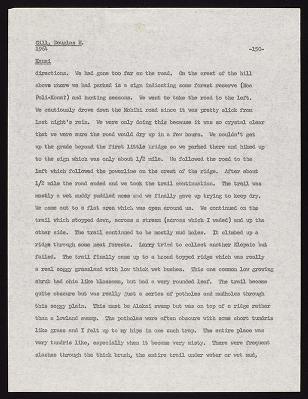 Sill, Douglas E.
1964
-150-
Kauai
directions. We had gone too far on the road. On the crest of the hill
above where we had parked is a sign indicating some forest reserve (Noe
Poli-Kona?) and hunting seasons. We went to take the road to the left.
We cautiously drove down the Mohihi road since it was pretty slick from
last night's rain. We were only doing this because it was so crystal clear
that we were sure the road would dry up in a few hours. We couldn't get
up the grade beyond the first little bridge so we parked there and hiked up
to the sign which was only about 1/2 mile. We followed the road to the
left which followed the powerline on the crest of the ridge. After about
1/2 mile the road ended and we took the trail continuation. The trail was
mostly a wet muddy puddled mess and we finally gave up trying to keep dry.
We came out to a flat area which was open around us. We continued on the
trail which stopped down, across a stream (across which I waded) and up the
other side. The trail continued to be mostly mud holes. It climbed up a
ridge through some neat forests. Larry tried to collect another Elepaio but
failed. The trail finally came up to a broad topped ridge which was really
a real soggy grassland with low thick wet bushes. This one common low growing
shrub had ohia like blossoms, but had a very rounded leaf. The trail became
quite obscure but was really just a series of potholes and mudholes through
this soggy plain. This must be Alakai swamp but was on top of a ridge rather
than a lowland swamp. The potholes were often obscure with some short tundria
like grass and I fell up to my hips in one such trap. The entire place was
very tundria like, especially when it became very misty. There were frequent
slashes through the thick brush, the entire trail under water or wet mud,